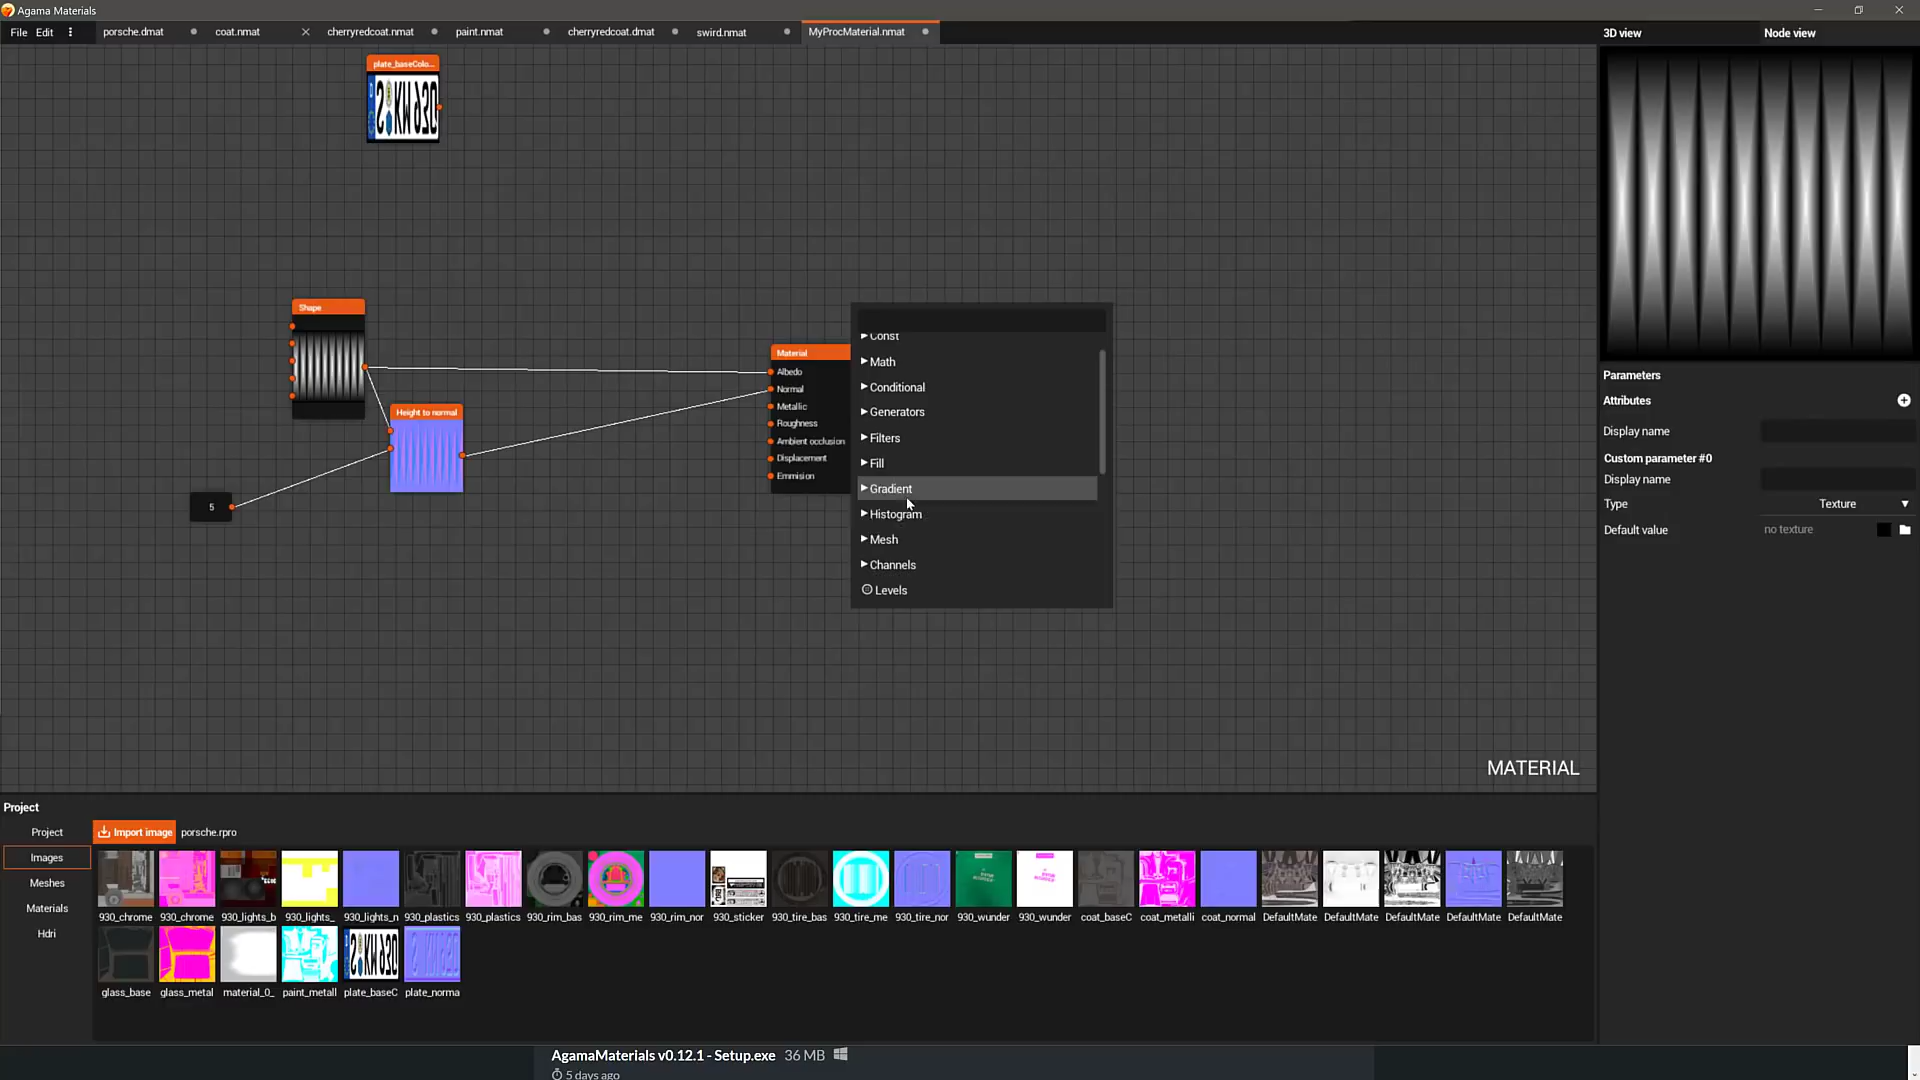 Agama Materials
File Edit porsche.dmat coat.nmat cherryredcoat.nmat paint.nmat cherryredcoat.dmat swird.nmat MyProcMaterial.nmat
3D view Node view
plate_baseColo...
Shape
Height to normal
5
Material
Albedo
Normal
Metallic
Roughness
Ambient occlusion
Displacement
Emmision
Const
Math
Conditional
Generators
Filters
Fill
Gradient
Histogram
Mesh
Channels
Levels
MATERIAL
Parameters
Attributes
Display name
Custom parameter #0
Display name
Type Texture
Default value no texture
Project
Project
Images
Meshes
Materials
Hdri
Import image porsche.rpro
930_chrome 930_chrome 930_lights_b 930_lights_ 930_lights_n 930_plastics 930_plastics 930_rim_bas 930_rim_me 930_rim_nor 930_sticker 930_tire_bas 930_tire_me 930_tire_nor 930_wunder 930_wunder coat_baseC coat_metalli coat_normal DefaultMate DefaultMate DefaultMate DefaultMate DefaultMate
glass_base glass_metal material_0_ paint_metall plate_baseC plate_norma
AgamaMaterials v0.12.1 - Setup.exe 36 MB
5 days ago